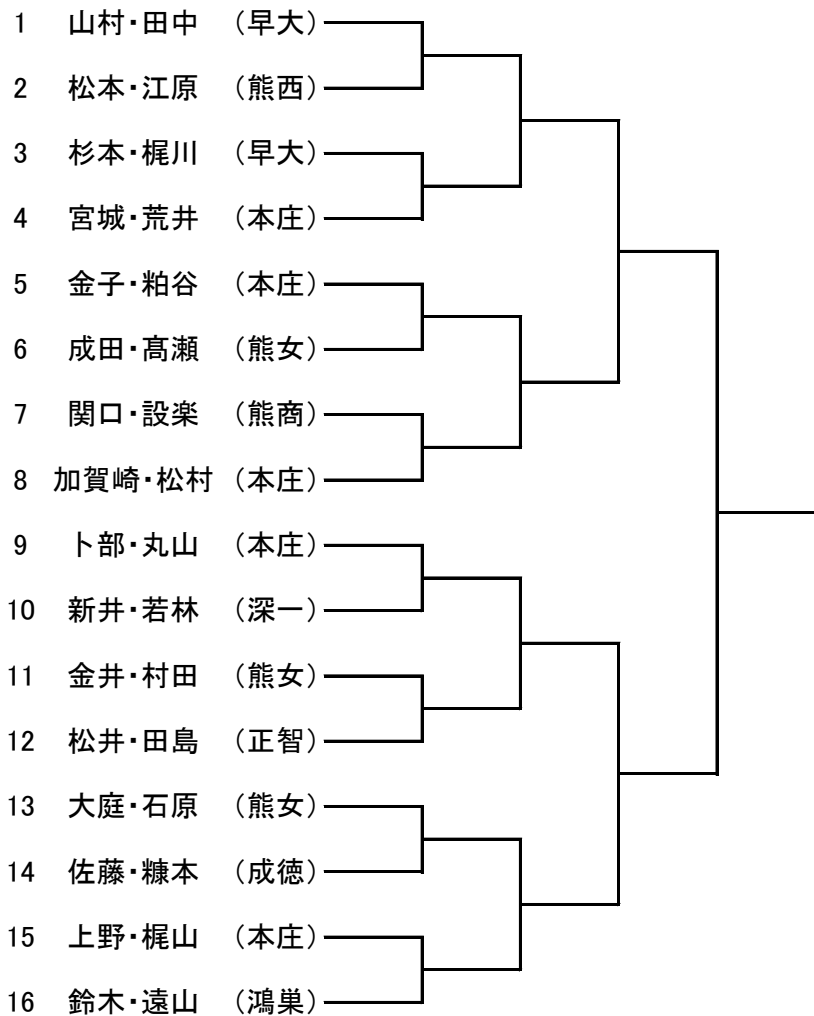 1 山村・田中 （早大）
2 松本・江原 （熊西）
3 杉本・梶川 （早大）
4 宮城・荒井 （本庄）
5 金子・粕谷 （本庄）
6 成田・髙瀬 （熊女）
7 関口・設楽 （熊商）
8 加賀崎・松村 （本庄）
9 卜部・丸山 （本庄）
10 新井・若林 （深一）
11 金井・村田 （熊女）
12 松井・田島 （正智）
13 大庭・石原 （熊女）
14 佐藤・糠本 （成徳）
15 上野・梶山 （本庄）
16 鈴木・遠山 （鴻巣）